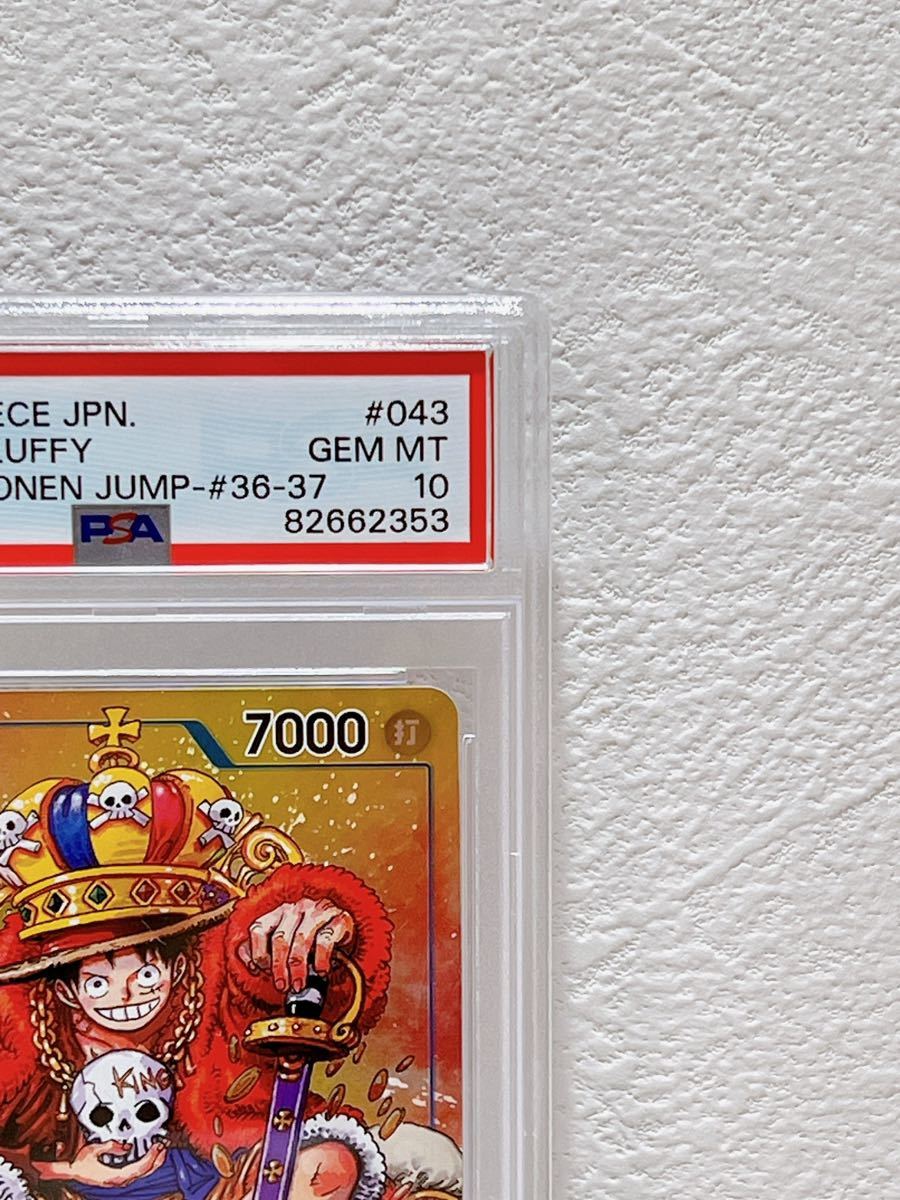 ECE JPN. #043
LUFFY GEM MT
ONEN JUMP-#36-37 10
PSA 82662353
7000 打
KING